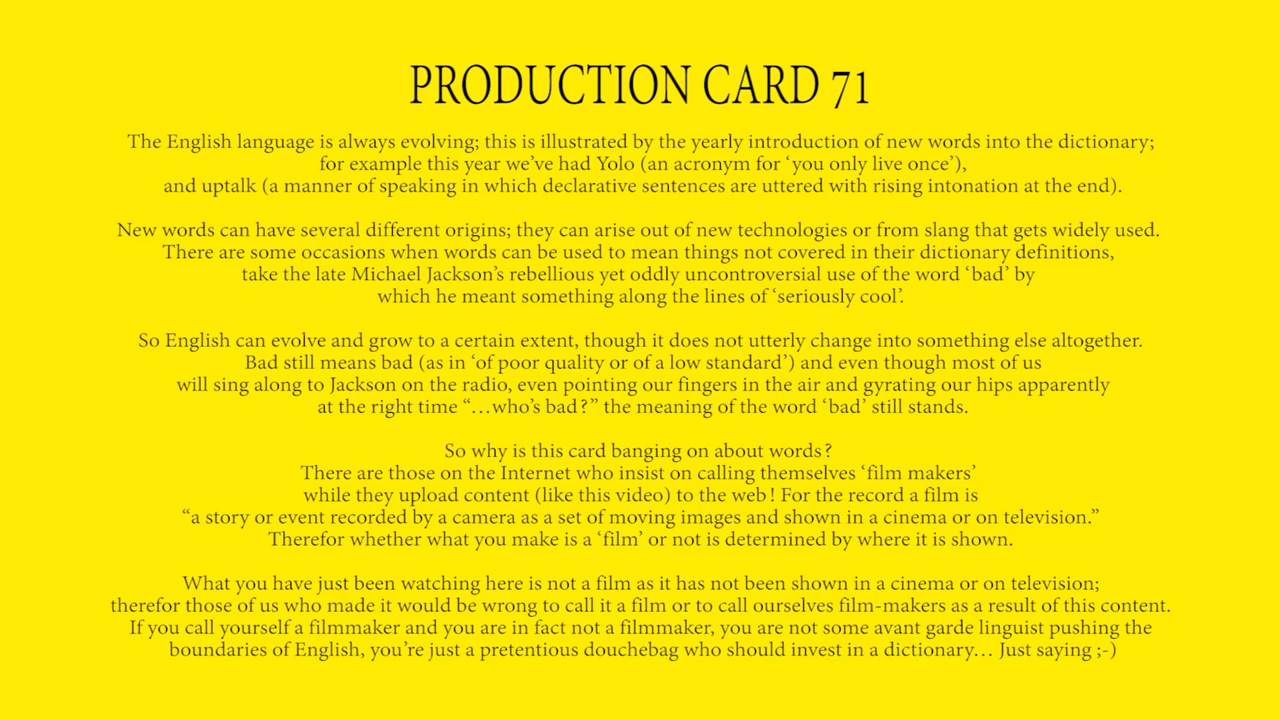 PRODUCTION CARD 71
The English language is always evolving; this is illustrated by the yearly introduction of new words into the dictionary;
for example this year we've had Yolo (an acronym for ‘you only live once’),
and uptalk (a manner of speaking in which declarative sentences are uttered with rising intonation at the end).
New words can have several different origins; they can arise out of new technologies or from slang that gets widely used.
There are some occasions when words can be used to mean things not covered in their dictionary definitions,
take the late Michael Jackson’s rebellious yet oddly uncontroversial use of the word ‘bad’ by
which he meant something along the lines of ‘seriously cool’.
So English can evolve and grow to a certain extent, though it does not utterly change into something else altogether.
Bad still means bad (as in ‘of poor quality or of a low standard’) and even though most of us
will sing along to Jackson on the radio, even pointing our fingers in the air and gyrating our hips apparently
at the right time “…who’s bad?” the meaning of the word ‘bad’ still stands.
So why is this card banging on about words?
There are those on the Internet who insist on calling themselves ‘film makers’
while they upload content (like this video) to the web! For the record a film is
“a story or event recorded by a camera as a set of moving images and shown in a cinema or on television.”
Therefor whether what you make is a ‘film’ or not is determined by where it is shown.
What you have just been watching here is not a film as it has not been shown in a cinema or on television;
therefor those of us who made it would be wrong to call it a film or to call ourselves film-makers as a result of this content.
If you call yourself a filmmaker and you are in fact not a filmmaker, you are not some avant garde linguist pushing the
boundaries of English, you’re just a pretentious douchebag who should invest in a dictionary… Just saying ;-)